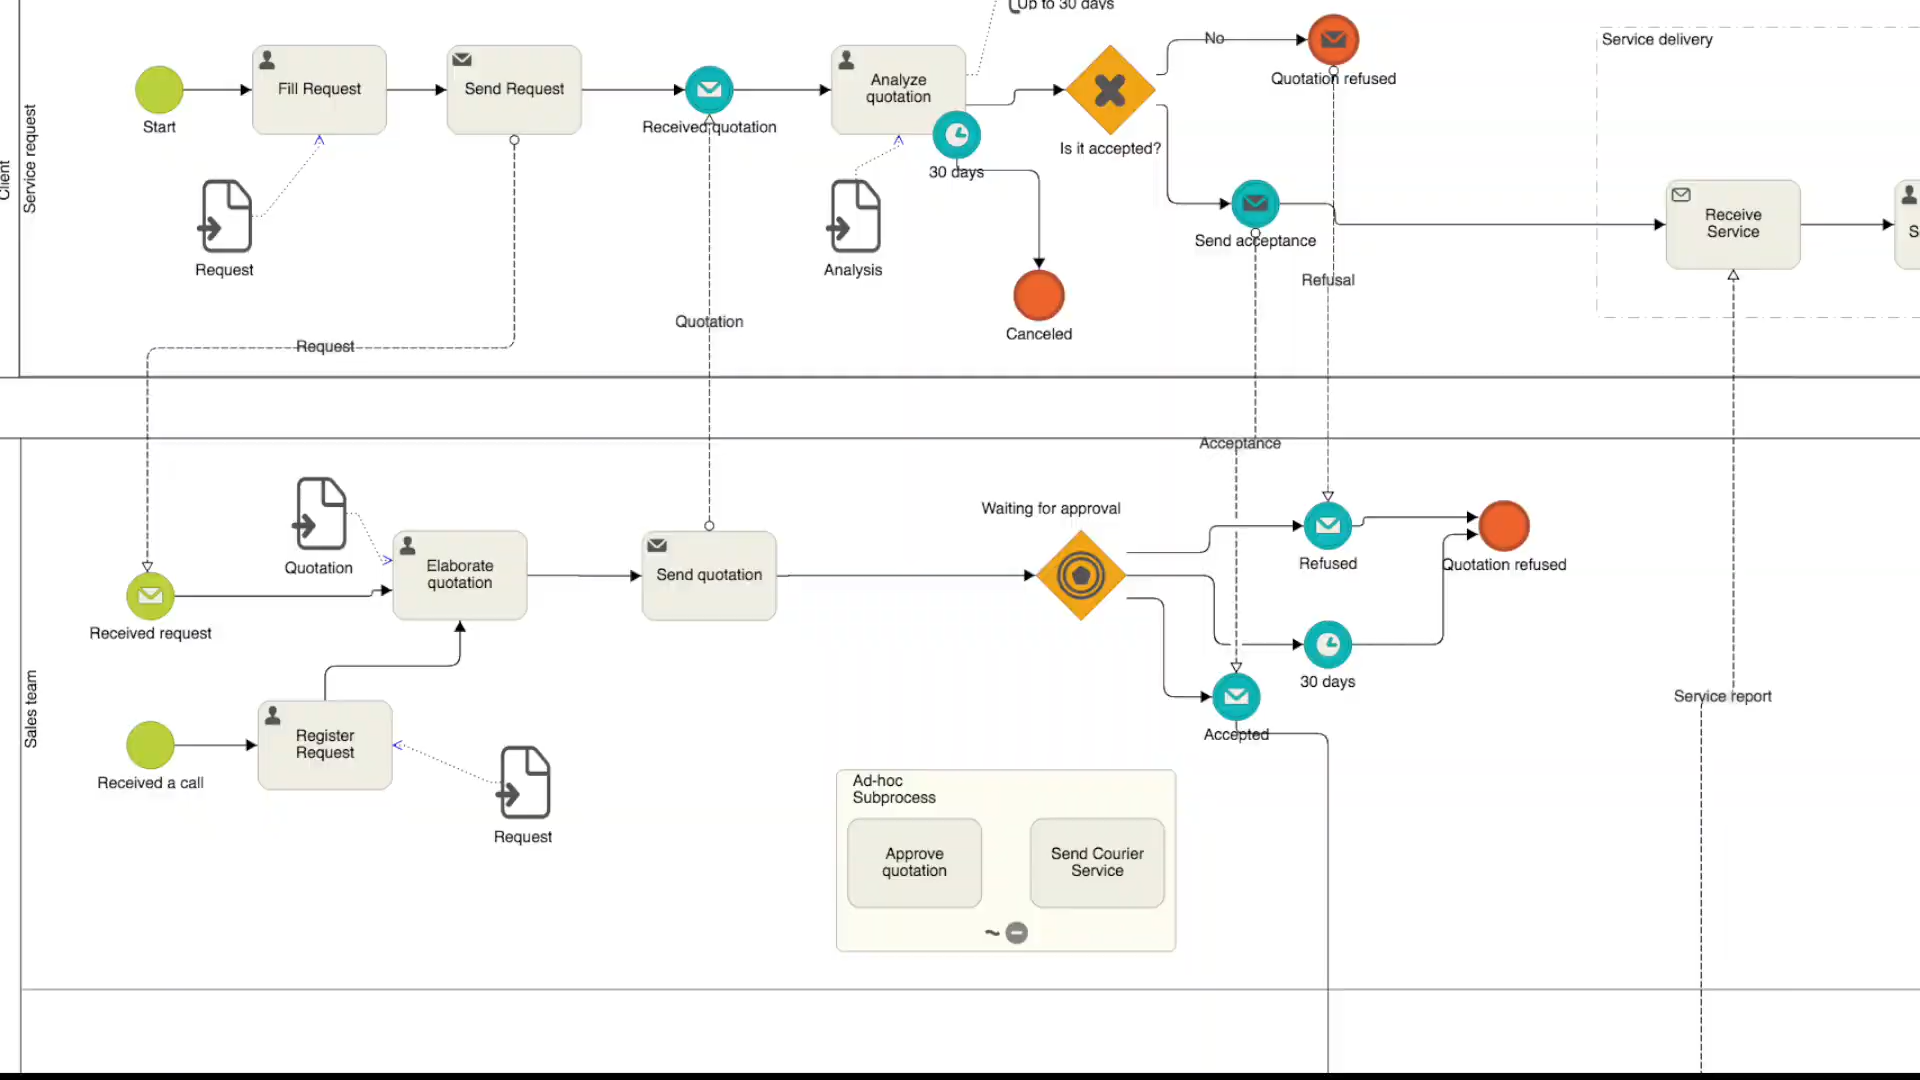 Up to 30 days
No
Service delivery
Fill Request
Send Request
Analyze
quotation
Quotation refused
Start
Received quotation
Is it accepted?
30 days
Client
Service request
Receive
Service
Send acceptance
Request
Analysis
Refusal
Quotation
Canceled
Request
Acceptance
Waiting for approval
Quotation
Elaborate
quotation
Send quotation
Refused
Quotation refused
Received request
30 days
Sales team
Service report
Register
Request
Accepted
Received a call
Request
Ad-hoc
Subprocess
Approve
quotation
Send Courier
Service